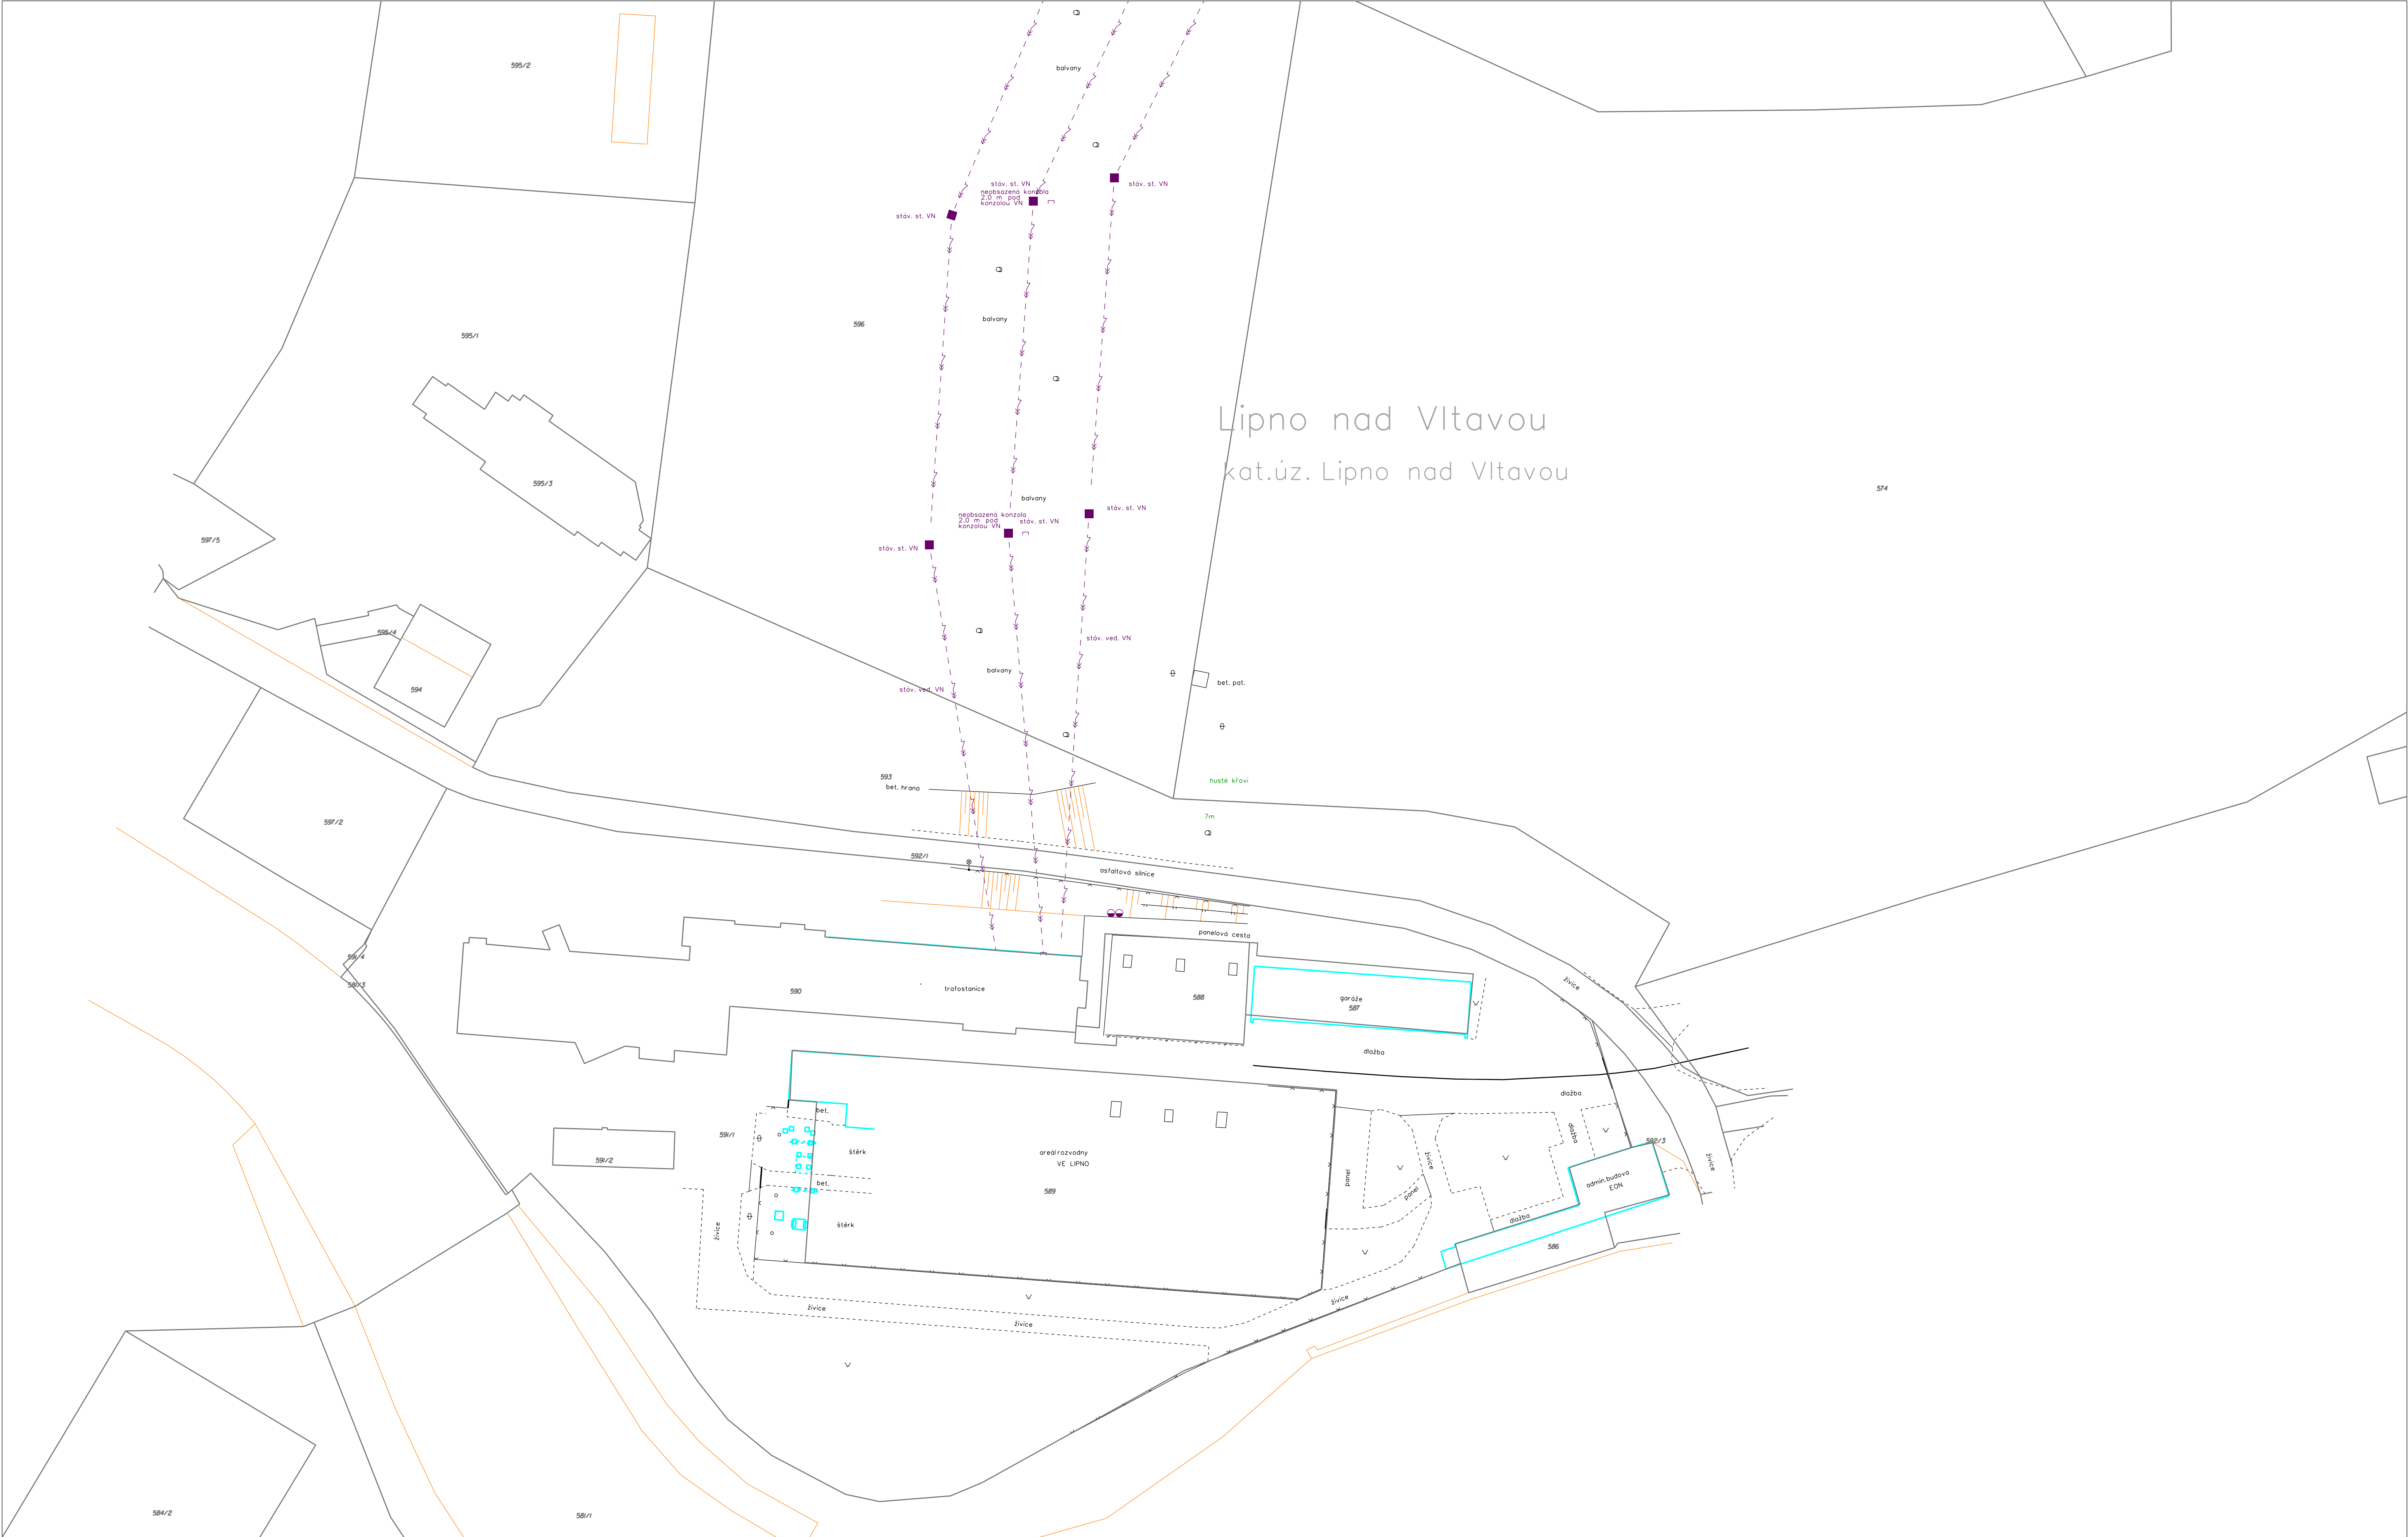 595/2
balvany
stáv. st. VN
neobsazená konzola
2.0 m pod
konzolou VN
stáv. st. VN
stáv. st. VN
595/1
596
balvany
Lipno nad Vltavou
kat.úz. Lipno nad Vltavou
595/3
574
balvany
stáv. st. VN
neobsazená konzola
2.0 m pod
konzolou VN
stáv. st. VN
597/5
stáv. st. VN
595/4
stáv. ved. VN
balvany
bet. pat.
594
stáv. ved. VN
593
husté křoví
bet. hrana
7m
597/2
592/1
asfaltová silnice
panelová cesta
591/4
581/3
živice
590
trafostanice
588
garáže
587
dlažba
dlažba
bet.
591/1
dlažba
592/3
štěrk
areál rozvodny
VE LIPNO
591/2
živice
živice
panel
bet.
admin.budova
EON
589
panel
štěrk
živice
dlažba
586
živice
živice
živice
584/2
581/1